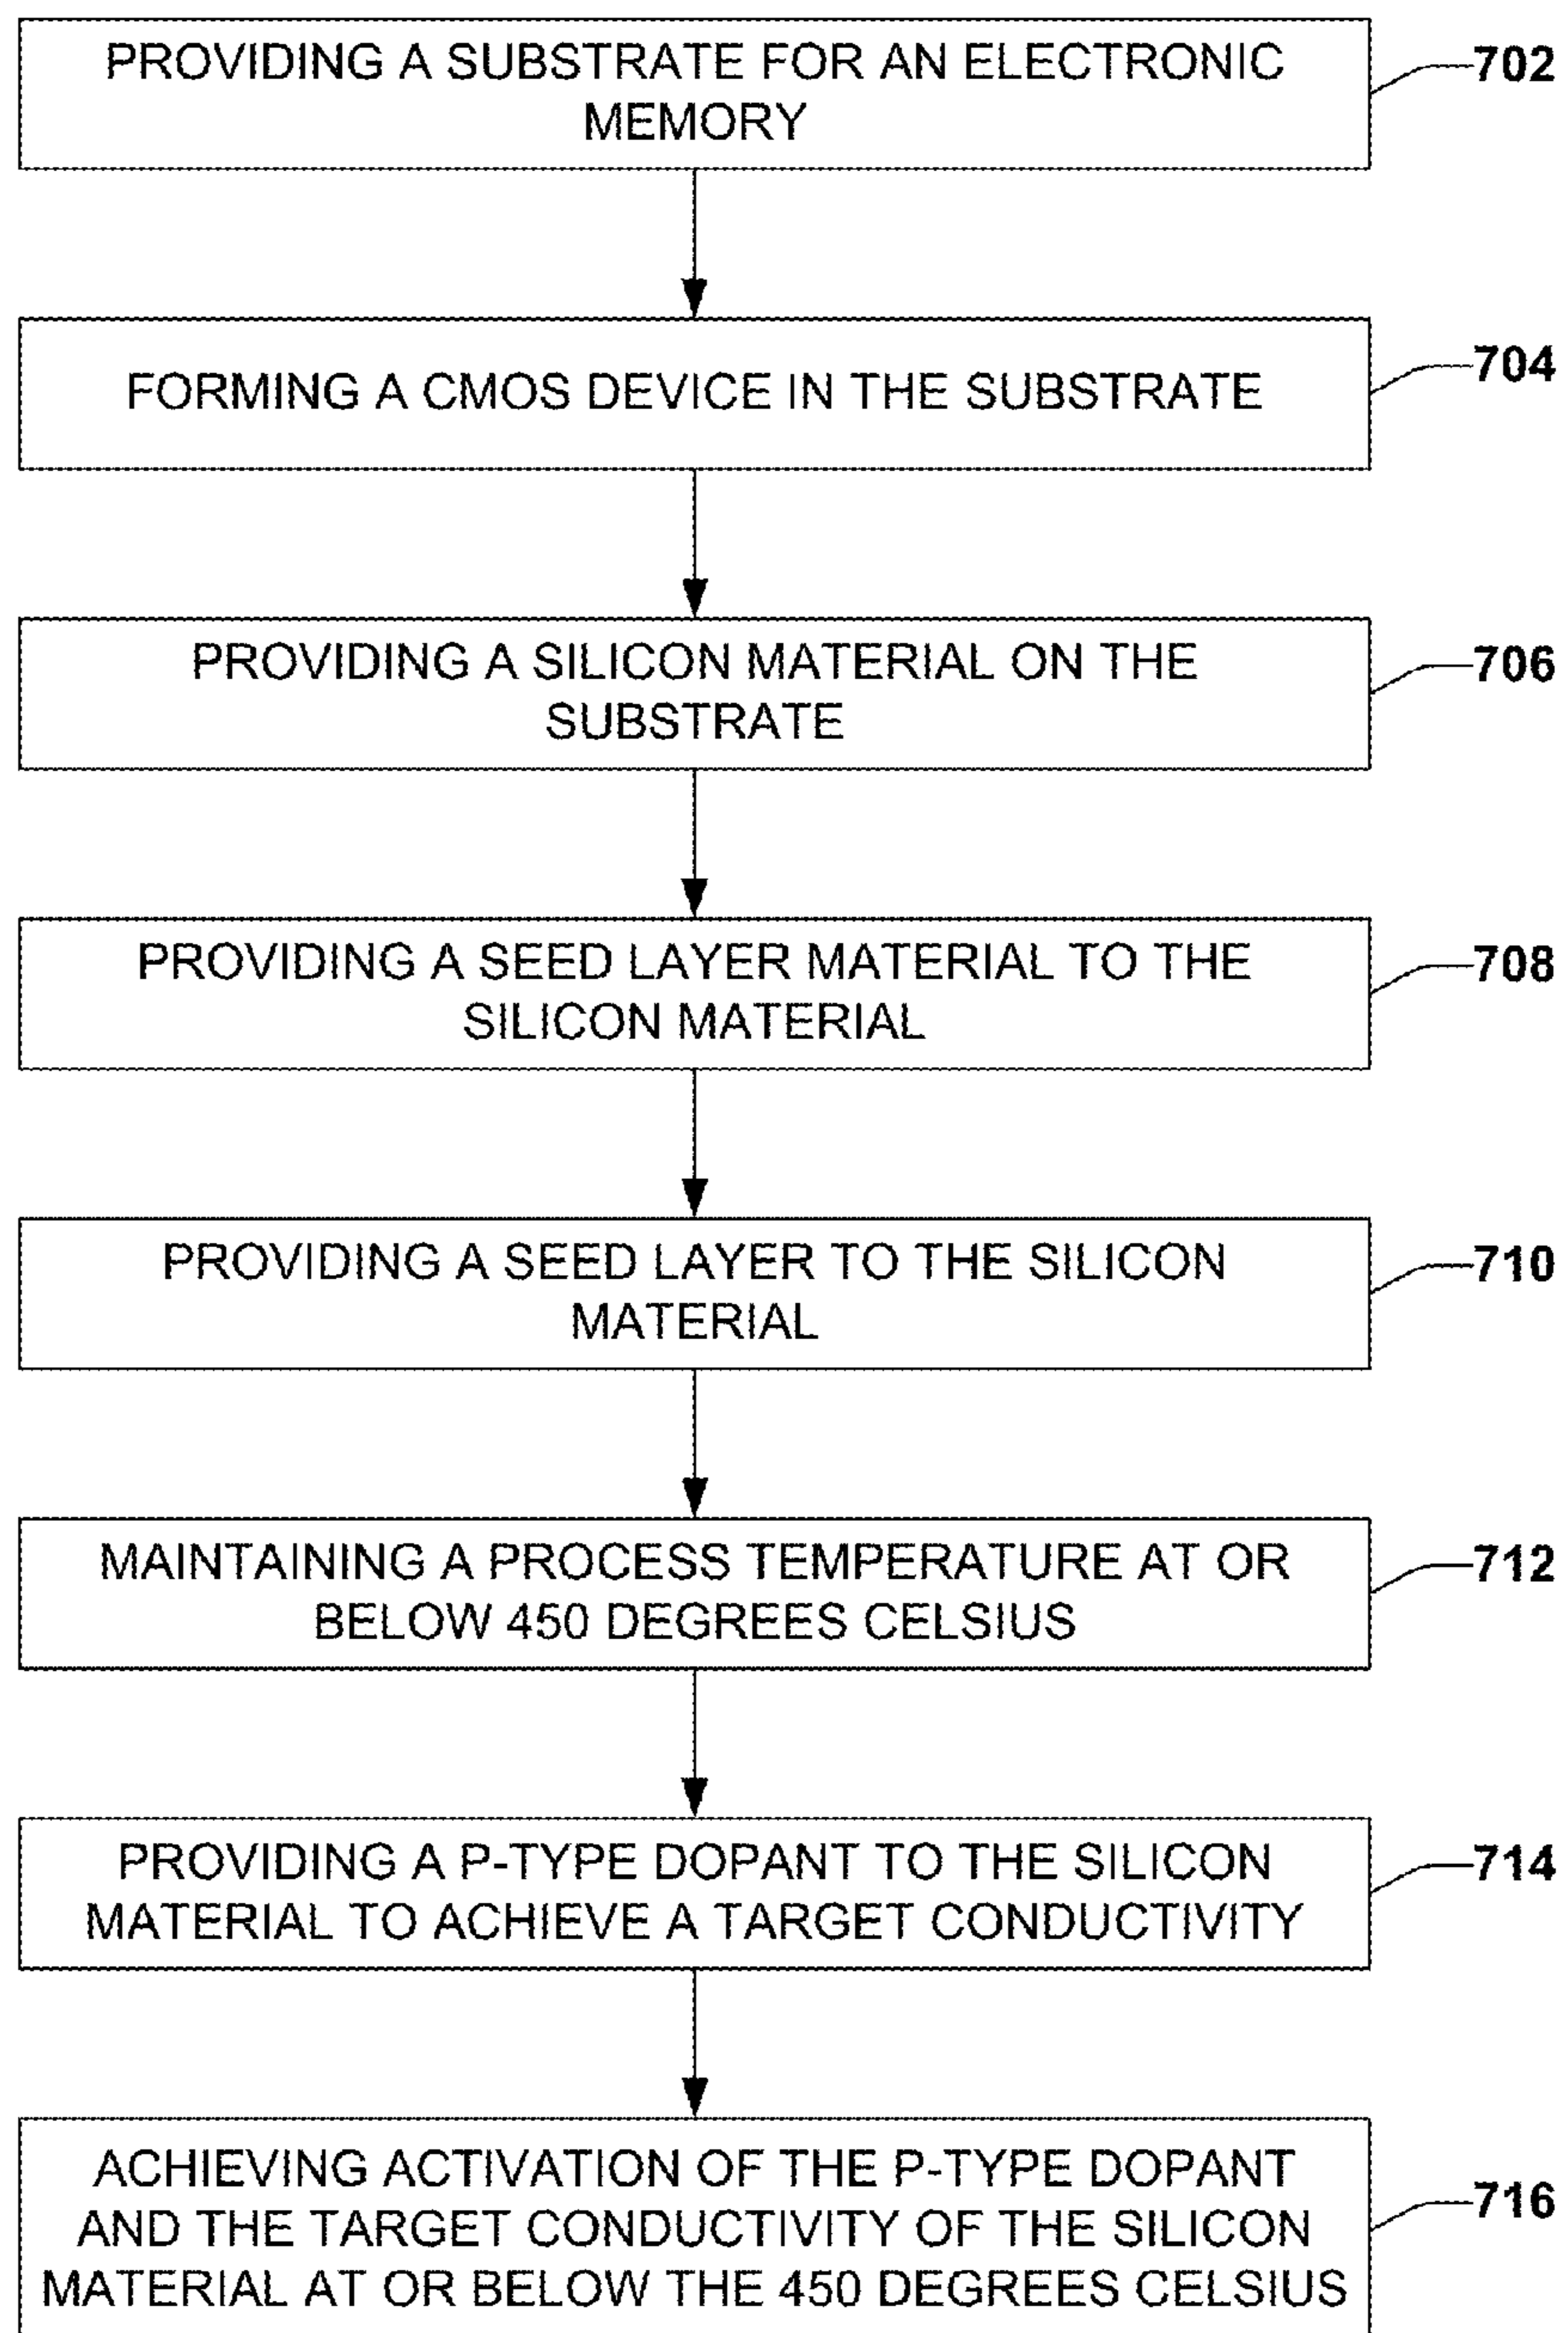 PROVIDING A SUBSTRATE FOR AN ELECTRONIC
MEMORY
702
FORMING A CMOS DEVICE IN THE SUBSTRATE
704
PROVIDING A SILICON MATERIAL ON THE
SUBSTRATE
706
PROVIDING A SEED LAYER MATERIAL TO THE
SILICON MATERIAL
708
PROVIDING A SEED LAYER TO THE SILICON
MATERIAL
710
MAINTAINING A PROCESS TEMPERATURE AT OR
BELOW 450 DEGREES CELSIUS
712
PROVIDING A P-TYPE DOPANT TO THE SILICON
MATERIAL TO ACHIEVE A TARGET CONDUCTIVITY
714
ACHIEVING ACTIVATION OF THE P-TYPE DOPANT
AND THE TARGET CONDUCTIVITY OF THE SILICON
MATERIAL AT OR BELOW THE 450 DEGREES CELSIUS
716